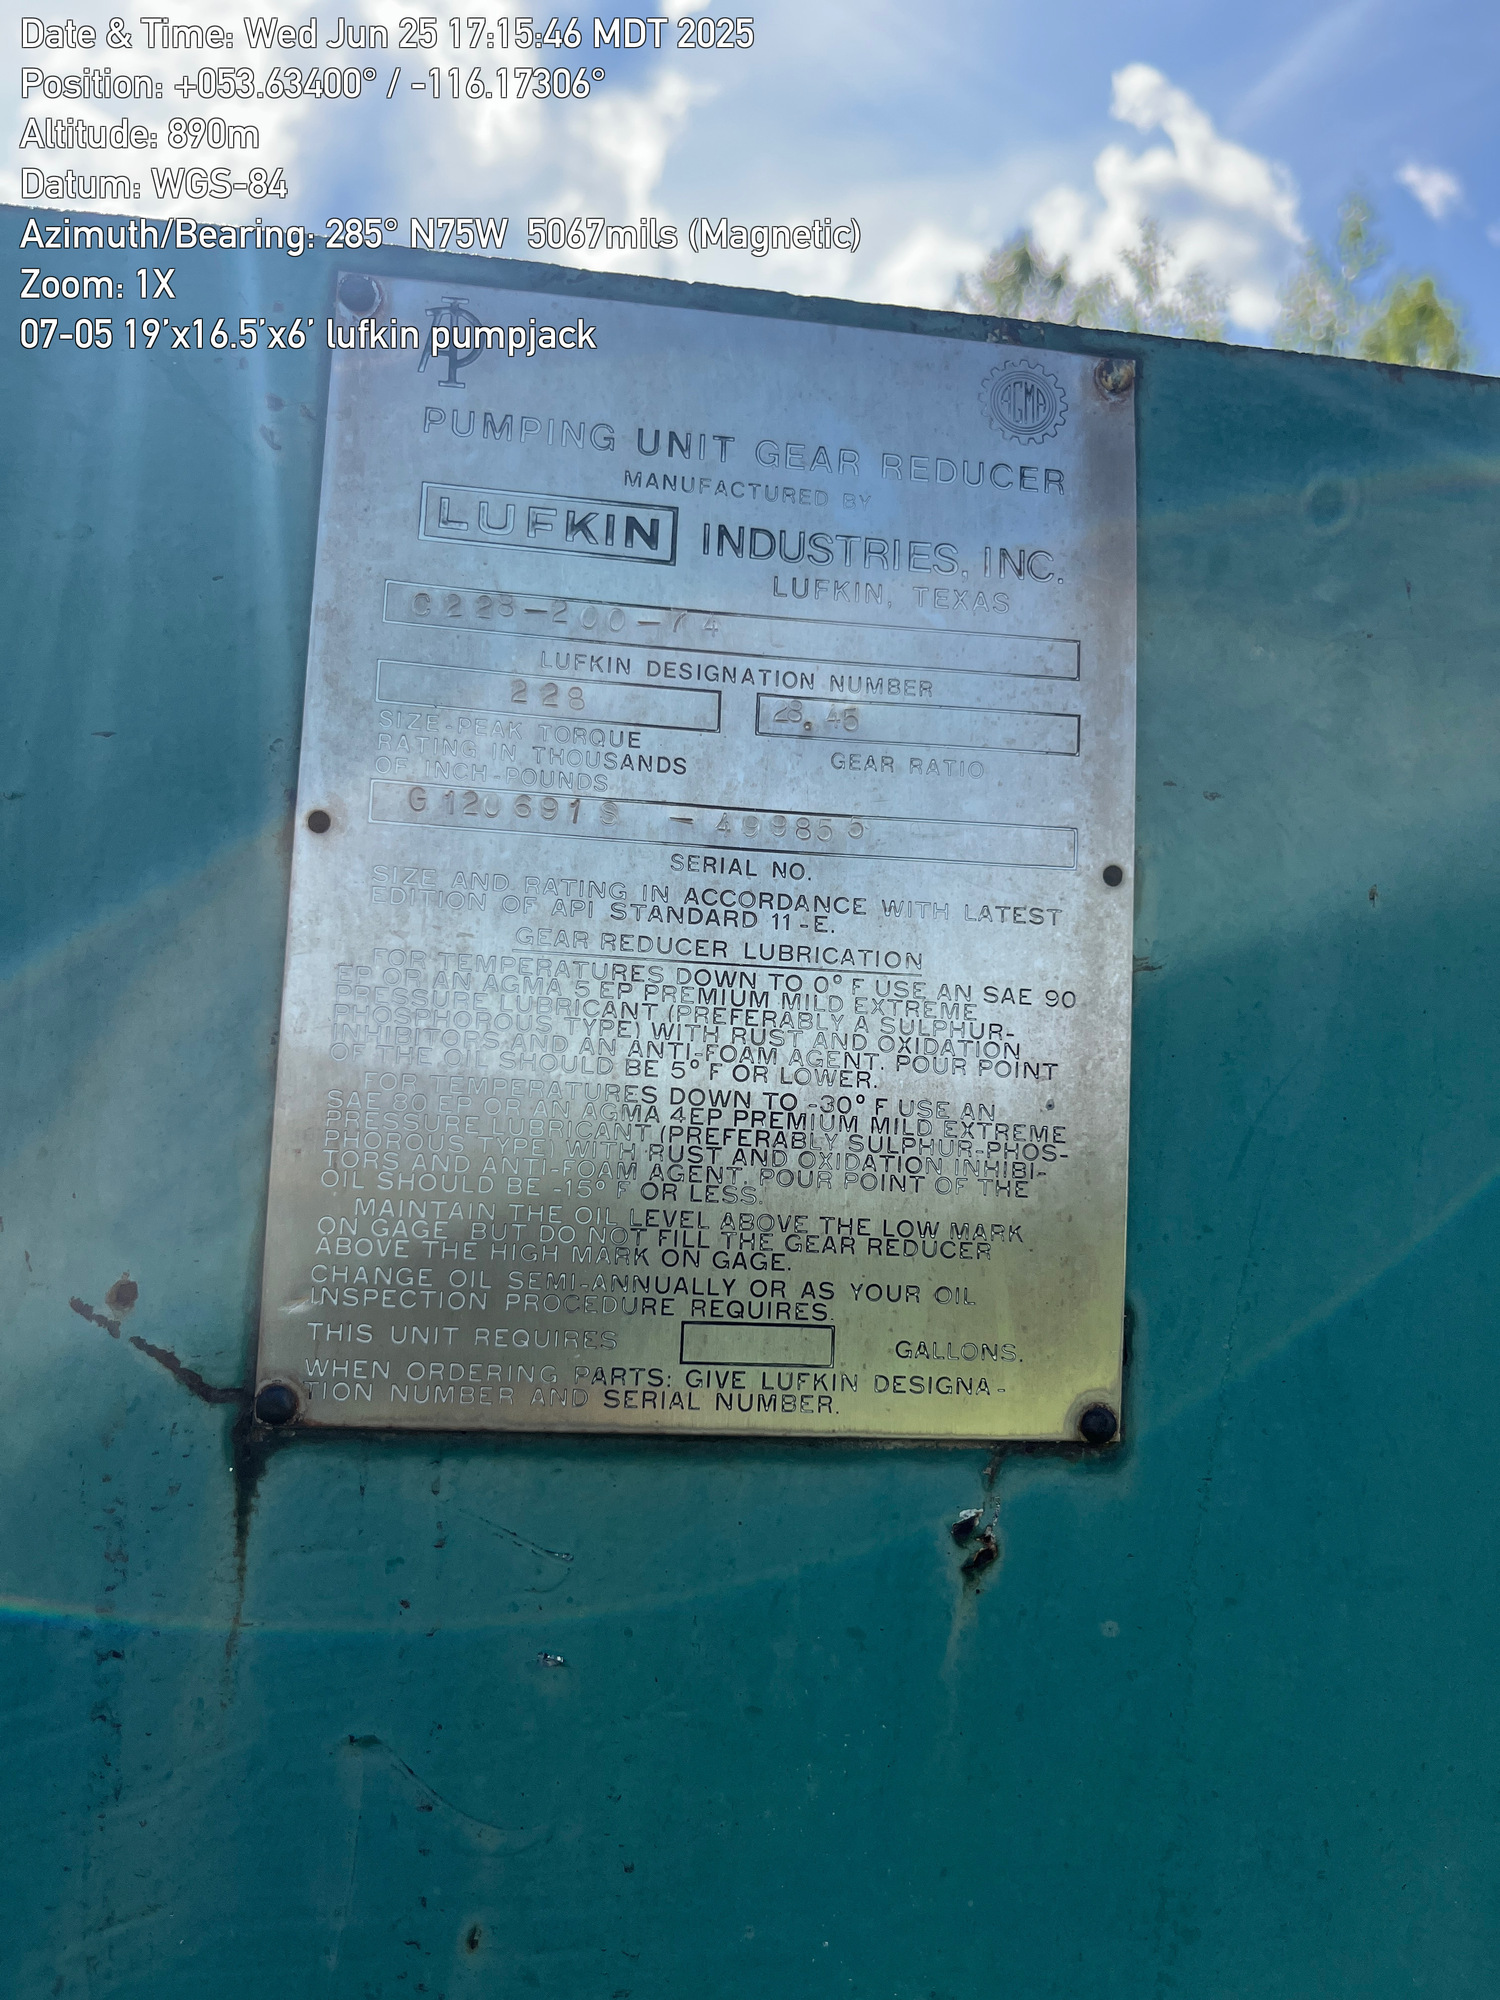 Date & Time: Wed Jun 25 17:15:46 MDT 2025
Position: +053.63400° / -116.17306°
Altitude: 890m
Datum: WGS-84
Azimuth/Bearing: 285° N75W 5067mils (Magnetic)
Zoom: 1X
07-05 19'x16.5'x6' lufkin pumpjack
API
AGMA
PUMPING UNIT GEAR REDUCER
MANUFACTURED BY
LUFKIN INDUSTRIES, INC.
LUFKIN, TEXAS
C228-200-74
LUFKIN DESIGNATION NUMBER
228 28.45
SIZE-PEAK TORQUE
RATING IN THOUSANDS
OF INCH-POUNDS
GEAR RATIO
G120691S - 499855
SERIAL NO.
SIZE AND RATING IN ACCORDANCE WITH LATEST
EDITION OF API STANDARD 11-E.
GEAR REDUCER LUBRICATION
FOR TEMPERATURES DOWN TO 0° F USE AN SAE 90
EP OR AN AGMA 5 EP PREMIUM MILD EXTREME
PRESSURE LUBRICANT (PREFERABLY A SULPHUR-
PHOSPHOROUS TYPE) WITH RUST AND OXIDATION
INHIBITORS AND AN ANTI-FOAM AGENT. POUR POINT
OF THE OIL SHOULD BE 5° F OR LOWER.
FOR TEMPERATURES DOWN TO -30° F USE AN
SAE 80 EP OR AN AGMA 4EP PREMIUM MILD EXTREME
PRESSURE LUBRICANT (PREFERABLY SULPHUR-PHOS-
PHOROUS TYPE) WITH RUST AND OXIDATION INHIBI-
TORS AND ANTI-FOAM AGENT. POUR POINT OF THE
OIL SHOULD BE -15° F OR LESS.
MAINTAIN THE OIL LEVEL ABOVE THE LOW MARK
ON GAGE BUT DO NOT FILL THE GEAR REDUCER
ABOVE THE HIGH MARK ON GAGE.
CHANGE OIL SEMI-ANNUALLY OR AS YOUR OIL
INSPECTION PROCEDURE REQUIRES.
THIS UNIT REQUIRES GALLONS.
WHEN ORDERING PARTS: GIVE LUFKIN DESIGNA-
TION NUMBER AND SERIAL NUMBER.